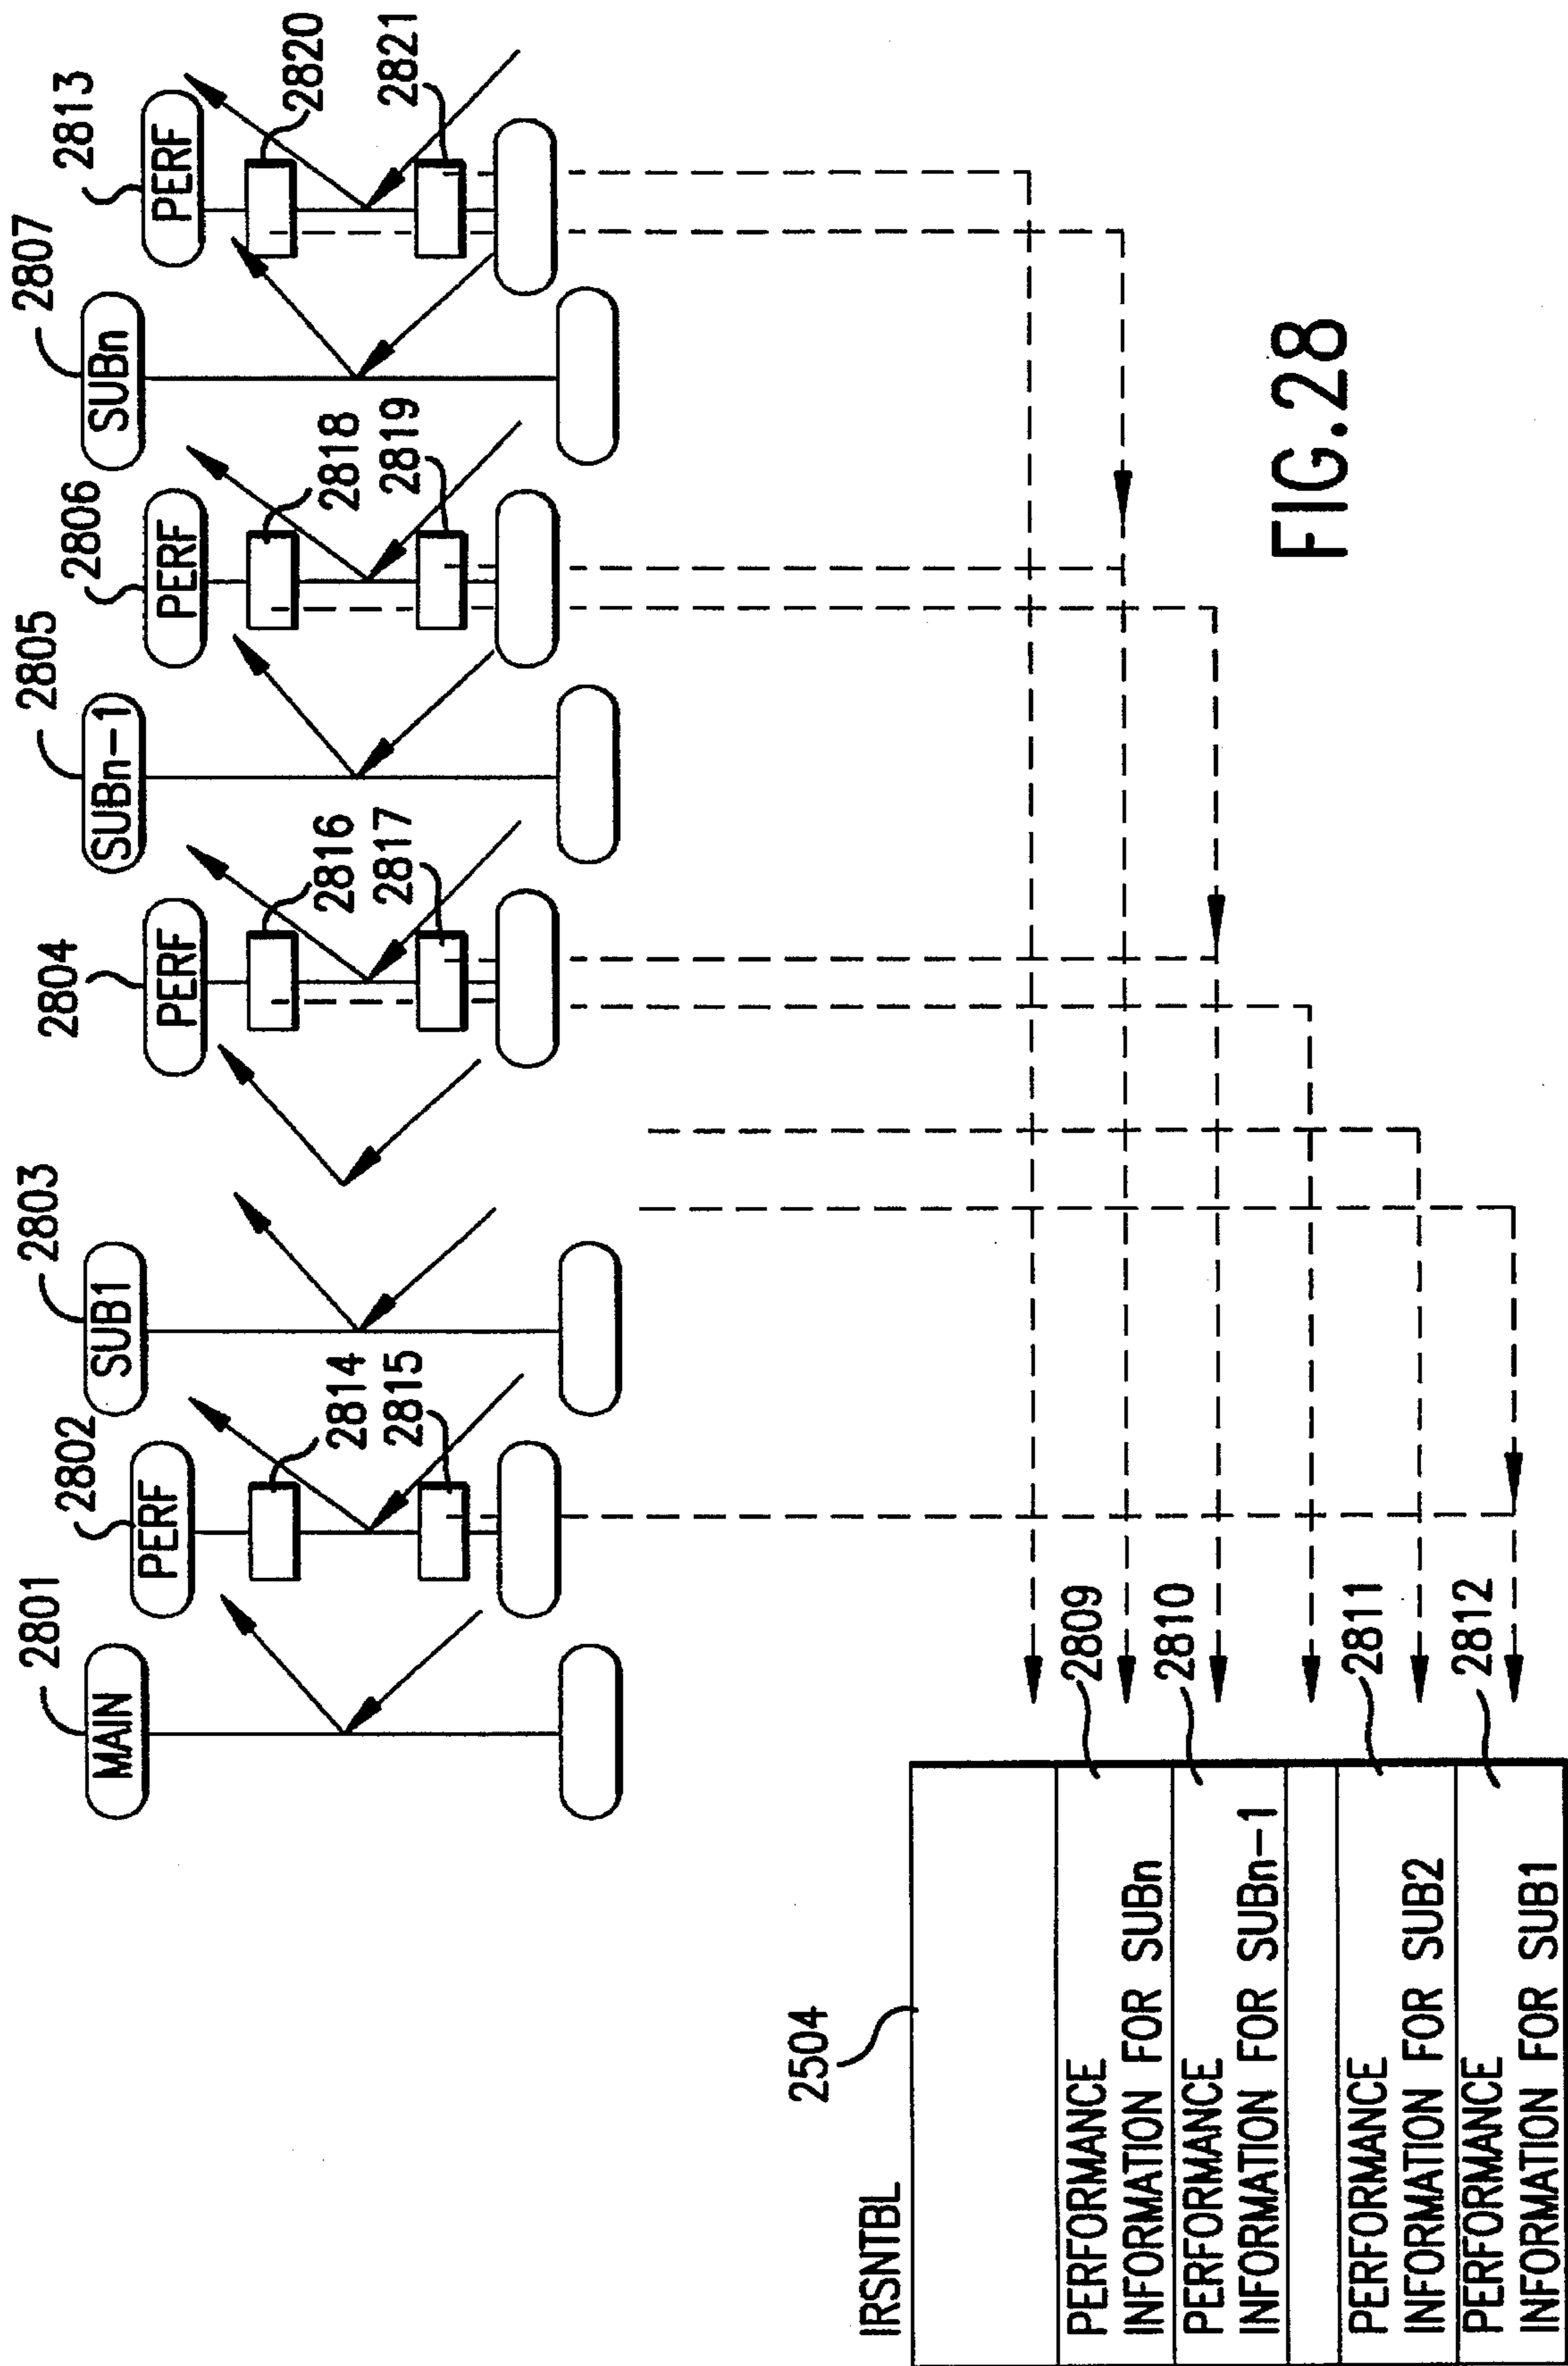 2801
MAIN
2802
PERF
2814
2815
2803
SUB1
2804
PERF
2816
2817
2805
SUBn-1
2806
PERF
2818
2819
2807
SUBn
2813
PERF
2820
2821
IRSNTBL
2504
PERFORMANCE
INFORMATION FOR SUBn
2809
PERFORMANCE
INFORMATION FOR SUBn-1
2810
PERFORMANCE
INFORMATION FOR SUB2
2811
PERFORMANCE
INFORMATION FOR SUB1
2812
FIG.28